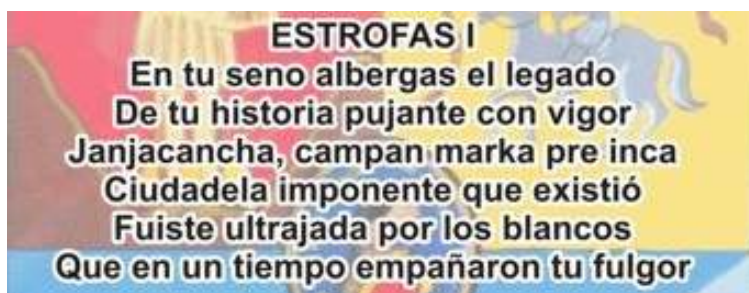 ESTROFAS I
En tu seno albergas el legado
De tu historia pujante con vigor
Janjacancha, campan marka pre inca
Ciudadela imponente que existió
Fuiste ultrajada por los blancos
Que en un tiempo empañaron tu fulgor